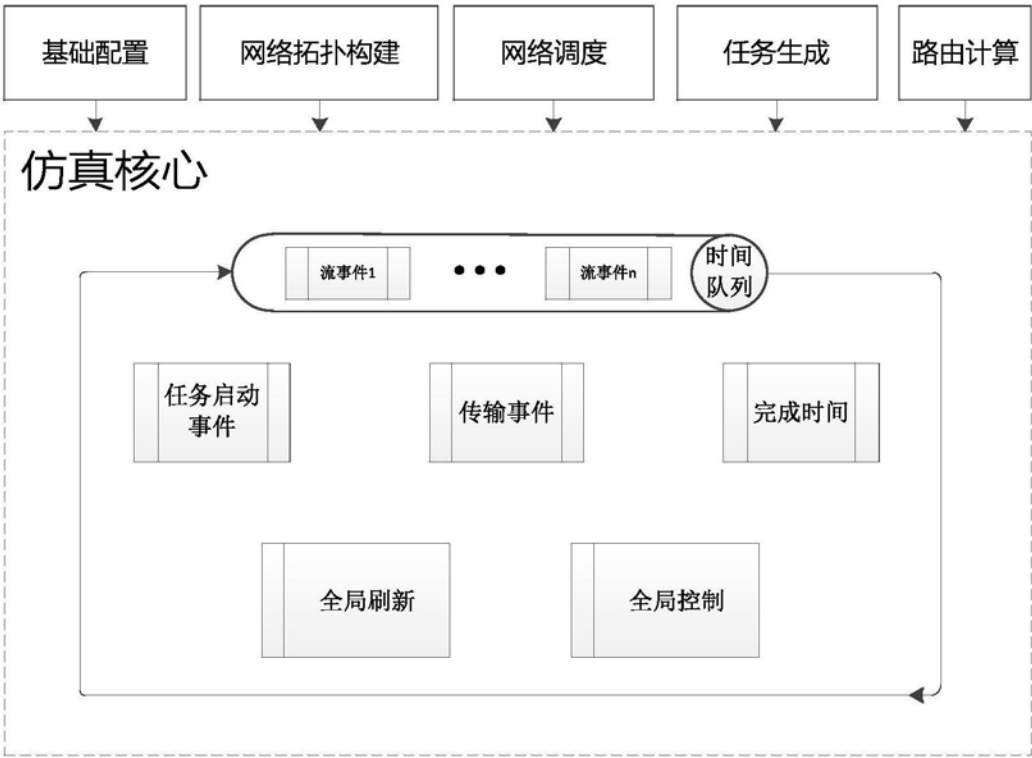 基础配置
网络拓扑构建
网络调度
任务生成
路由计算
仿真核心
流事件1
流事件n
时间
队列
任务启动
事件
传输事件
完成时间
全局刷新
全局控制